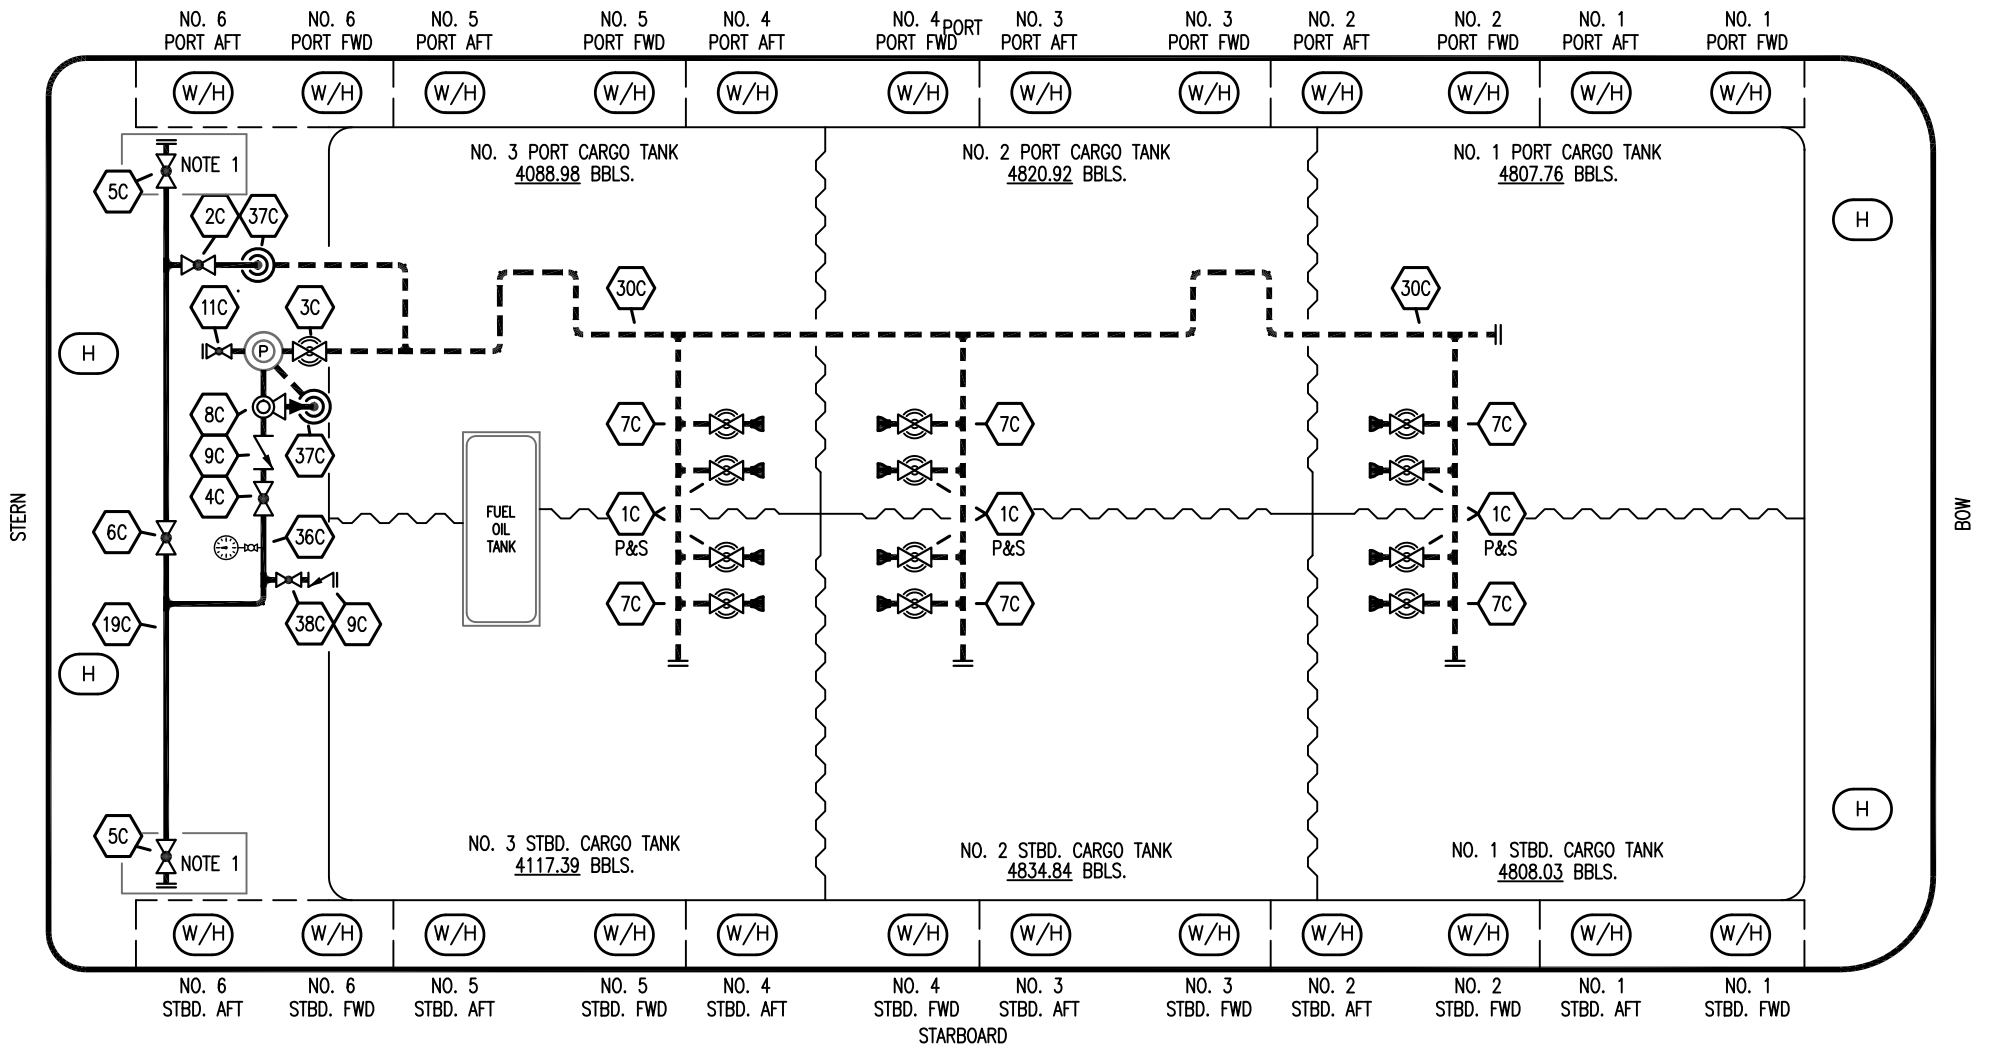 NO. 6 NO. 6 NO. 5 NO. 5 NO. 4 NO. 4 PORT NO. 3 NO. 3 NO. 2 NO. 2 NO. 1 NO. 1
PORT AFT PORT FWD PORT AFT PORT FWD PORT AFT PORT FWD PORT AFT PORT FWD PORT AFT PORT FWD PORT AFT PORT FWD
W/H W/H W/H W/H W/H W/H W/H W/H W/H W/H W/H W/H
NO. 3 PORT CARGO TANK NO. 2 PORT CARGO TANK NO. 1 PORT CARGO TANK
4088.98 BBLS. 4820.92 BBLS. 4807.76 BBLS.
NOTE 1
5C
2C 37C H
30C 30C
11C 3C
H P
8C 7C 7C 7C
9C 37C
4C
STERN 6C FUEL 1C 1C 1C BOW
OIL
TANK
36C P&S P&S P&S
7C 7C 7C
19C 38C 9C
H
H
5C
NO. 3 STBD. CARGO TANK NO. 2 STBD. CARGO TANK NO. 1 STBD. CARGO TANK
NOTE 1 4117.39 BBLS. 4834.84 BBLS. 4808.03 BBLS.
W/H W/H W/H W/H W/H W/H W/H W/H W/H W/H W/H W/H
NO. 6 NO. 6 NO. 5 NO. 5 NO. 4 NO. 4 NO. 3 NO. 3 NO. 2 NO. 2 NO. 1 NO. 1
STBD. AFT STBD. FWD STBD. AFT STBD. FWD STBD. AFT STBD. FWD STBD. AFT STBD. FWD STBD. AFT STBD. FWD STBD. AFT STBD. FWD
STARBOARD